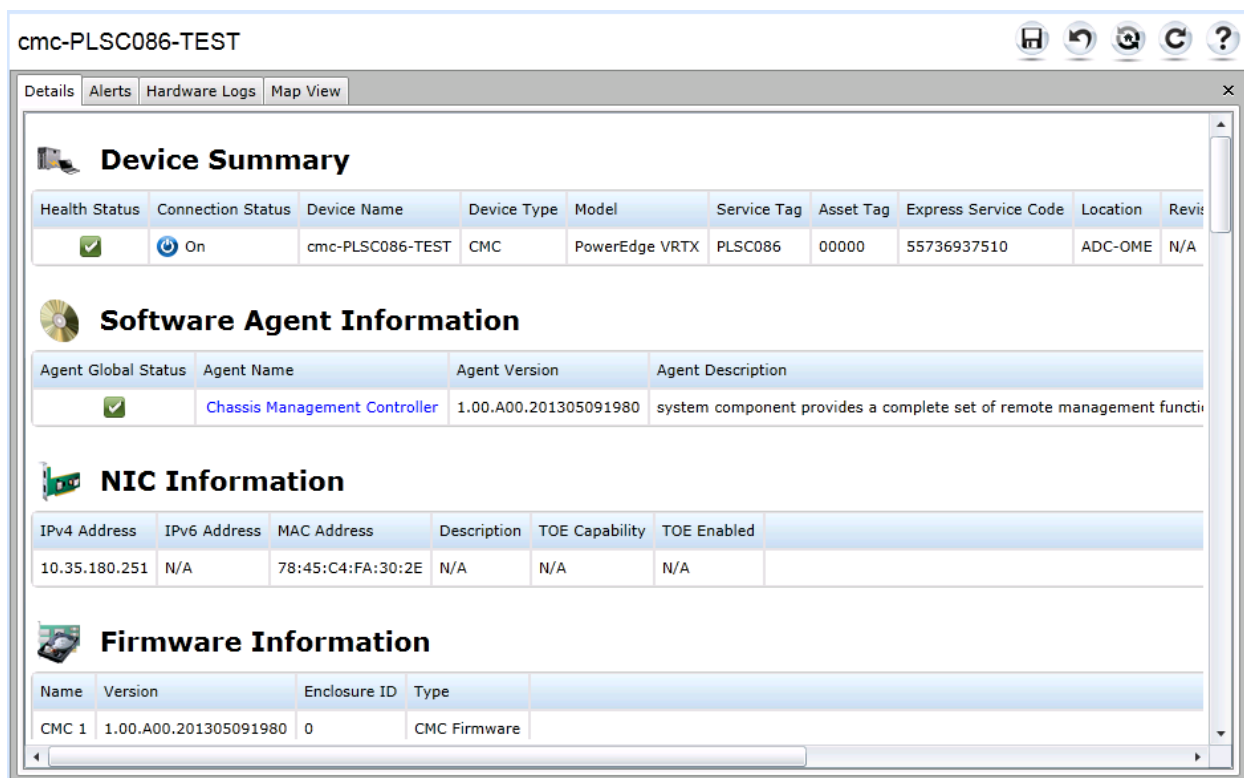 cmc-PLSC086-TEST
Details Alerts Hardware Logs Map View
Device Summary
Health Status Connection Status Device Name Device Type Model Service Tag Asset Tag Express Service Code Location Revis
On cmc-PLSC086-TEST CMC PowerEdge VRTX PLSC086 00000 55736937510 ADC-OME N/A
Software Agent Information
Agent Global Status Agent Name Agent Version Agent Description
Chassis Management Controller 1.00.A00.201305091980 system component provides a complete set of remote management functi
NIC Information
IPv4 Address IPv6 Address MAC Address Description TOE Capability TOE Enabled
10.35.180.251 N/A 78:45:C4:FA:30:2E N/A N/A N/A
Firmware Information
Name Version Enclosure ID Type
CMC 1 1.00.A00.201305091980 0 CMC Firmware